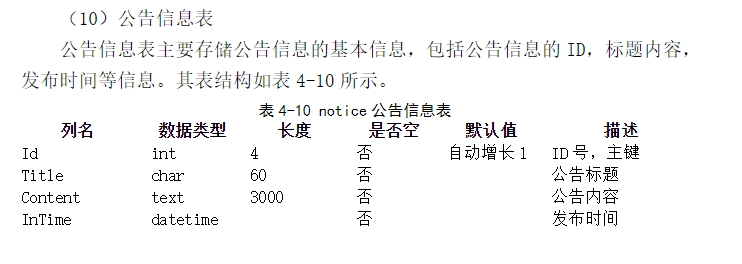 （10）公告信息表
公告信息表主要存储公告信息的基本信息，包括公告信息的 ID，标题内容，
发布时间等信息。其表结构如表 4-10 所示。
表 4-10 notice 公告信息表
列名 数据类型 长度 是否空 默认值 描述
Id int 4 否 自动增长 1 ID 号，主键
Title char 60 否 公告标题
Content text 3000 否 公告内容
InTime datetime 否 发布时间